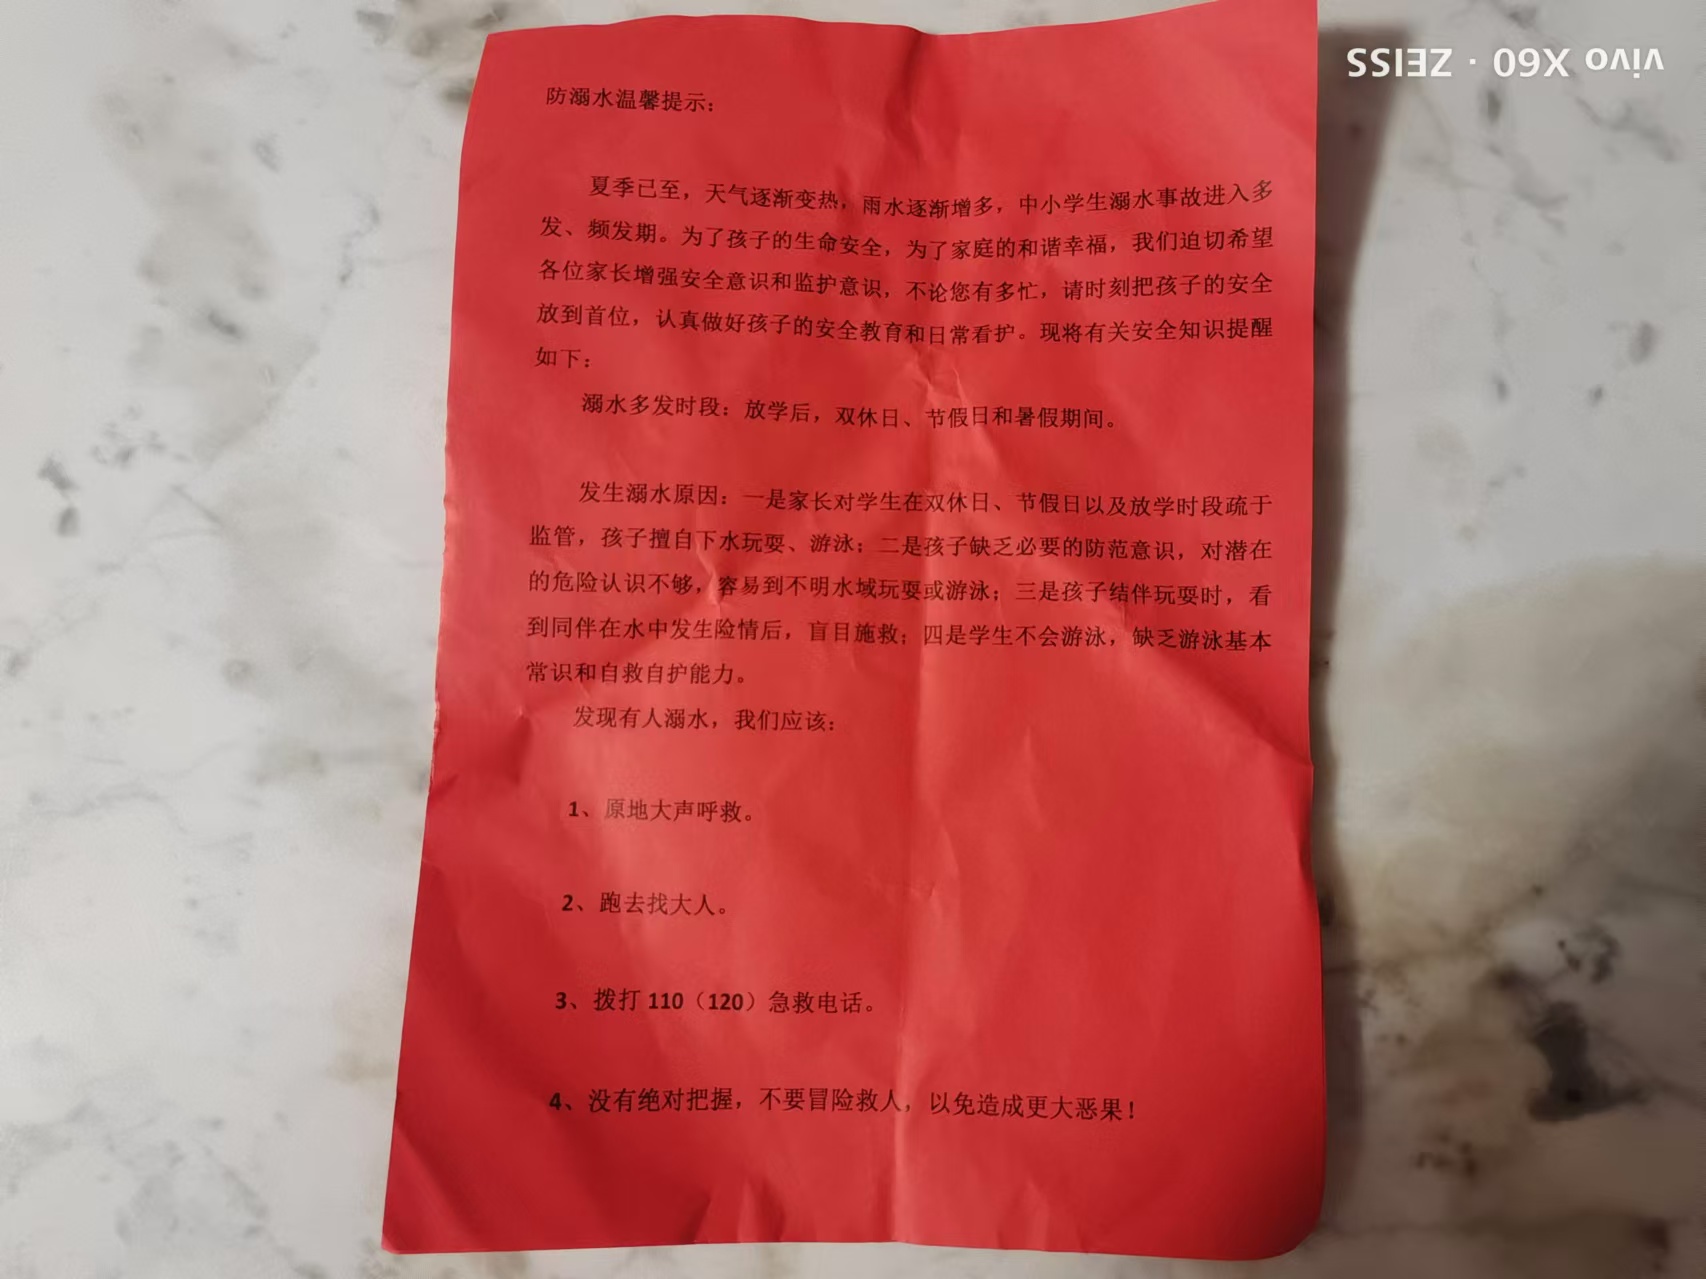 vivo X60 · ZEISS
防溺水温馨提示：
夏季已至，天气逐渐变热，雨水逐渐增多，中小学生溺水事故进入多
发、频发期。为了孩子的生命安全，为了家庭的和谐幸福，我们迫切希望
各位家长增强安全意识和监护意识，不论您有多忙，请时刻把孩子的安全
放到首位，认真做好孩子的安全教育和日常看护。现将有关安全知识提醒
如下：
溺水多发时段：放学后，双休日、节假日和暑假期间。
发生溺水原因：一是家长对学生在双休日、节假日以及放学时段疏于
监管，孩子擅自下水玩耍、游泳；二是孩子缺乏必要的防范意识，对潜在
的危险认识不够，容易到不明水域玩耍或游泳；三是孩子结伴玩耍时，看
到同伴在水中发生险情后，盲目施救；四是学生不会游泳，缺乏游泳基本
常识和自救自护能力。
发现有人溺水，我们应该：
1、原地大声呼救。
2、跑去找大人。
3、拨打 110（120）急救电话。
4、没有绝对把握，不要冒险救人，以免造成更大恶果！